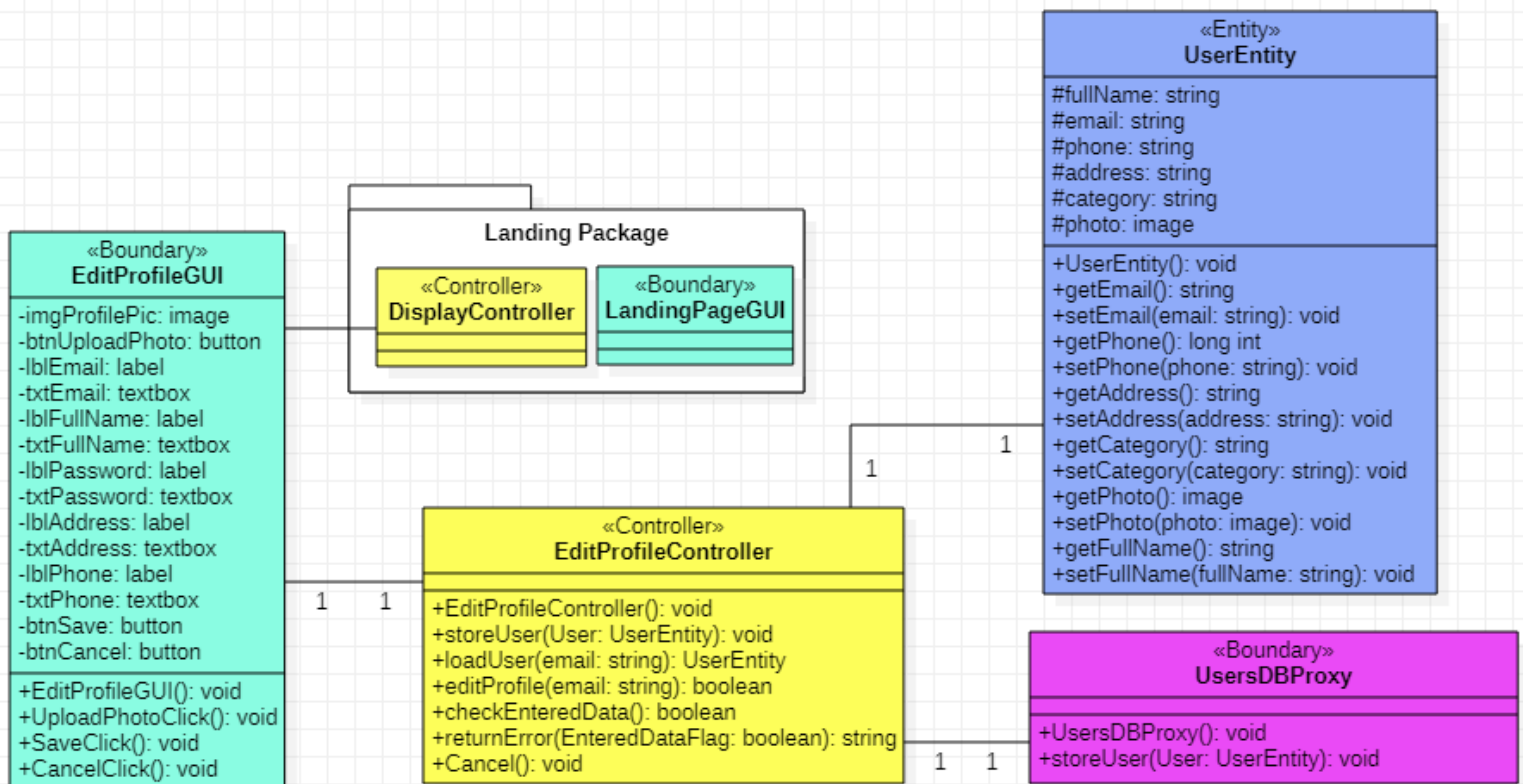 «Entity»
UserEntity
#fullName: string
#email: string
#phone: string
#address: string
#category: string
#photo: image
+UserEntity(): void
+getEmail(): string
+setEmail(email: string): void
+getPhone(): long int
+setPhone(phone: string): void
+getAddress(): string
+setAddress(address: string): void
+getCategory(): string
+setCategory(category: string): void
+getPhoto(): image
+setPhoto(photo: image): void
+getFullName(): string
+setFullName(fullName: string): void
Landing Package
«Controller»
DisplayController
«Boundary»
LandingPageGUI
«Boundary»
EditProfileGUI
-imgProfilePic: image
-btnUploadPhoto: button
-lblEmail: label
-txtEmail: textbox
-lblFullName: label
-txtFullName: textbox
-lblPassword: label
-txtPassword: textbox
-lblAddress: label
-txtAddress: textbox
-lblPhone: label
-txtPhone: textbox
-btnSave: button
-btnCancel: button
+EditProfileGUI(): void
+UploadPhotoClick(): void
+SaveClick(): void
+CancelClick(): void
1
1
1
1
«Controller»
EditProfileController
+EditProfileController(): void
+storeUser(User: UserEntity): void
+loadUser(email: string): UserEntity
+editProfile(email: string): boolean
+checkEnteredData(): boolean
+returnError(EnteredDataFlag: boolean): string
+Cancel(): void
1
1
«Boundary»
UsersDBProxy
+UsersDBProxy(): void
+storeUser(User: UserEntity): void